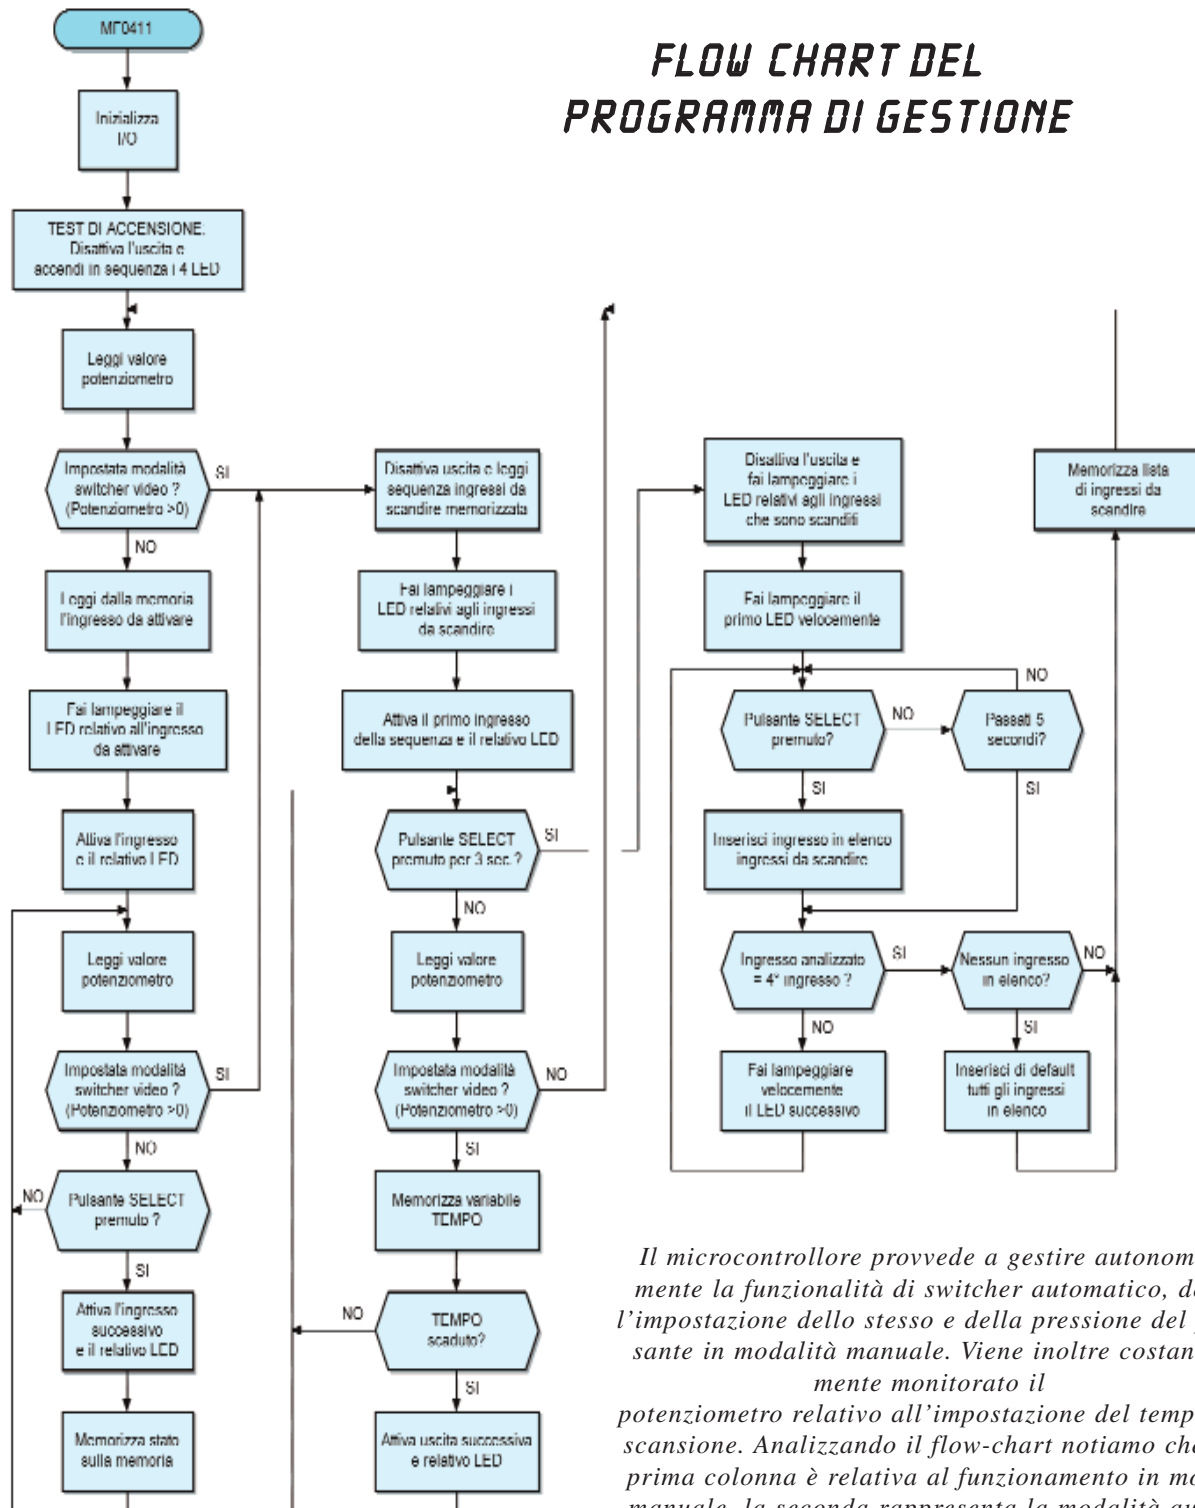 MF0411
FLOW CHART DEL
PROGRAMMA DI GESTIONE
Inizializza
I/O
TEST DI ACCENSIONE:
Disattiva l'uscita e
accendi in sequenza i 4 LED
Leggi valore
potenziometro
Impostata modalità
switcher video ?
(Potenziometro >0)
SI
NO
Leggi dalla memoria
l'ingresso da attivare
Fai lampeggiare il
LED relativo all'ingresso
da attivare
Attiva l'ingresso
e il relativo LED
Leggi valore
potenziometro
Impostata modalità
switcher video ?
(Potenziometro >0)
SI
NO
Pulsante SELECT
premuto ?
NO
SI
Attiva l'ingresso
successivo
e il relativo LED
Memorizza stato
sulla memoria
Disattiva uscita e leggi
sequenza ingressi da
scandire memorizzata
Fai lampeggiare i
LED relativi agli ingressi
da scandire
Attiva il primo ingresso
della sequenza e il relativo LED
Pulsante SELECT
premuto per 3 sec.?
SI
NO
Leggi valore
potenziometro
Impostata modalità
switcher video ?
(Potenziometro >0)
NO
SI
Memorizza variabile
TEMPO
TEMPO
scaduto?
NO
SI
Attiva uscita successiva
e relativo LED
Disattiva l'uscita e
fai lampeggiare i
LED relativi agli ingressi
che sono scanditi
Fai lampeggiare il
primo LED velocemente
Pulsante SELECT
premuto?
NO
SI
Passati 5
secondi?
NO
SI
Inserisci ingresso in elenco
ingressi da scandire
Ingresso analizzato
= 4° ingresso ?
SI
NO
Nessun ingresso
in elenco?
NO
SI
Fai lampeggiare
velocemente
il LED successivo
Inserisci di default
tutti gli ingressi
in elenco
Memorizza lista
di ingressi da
scandire
Il microcontrollore provvede a gestire autonom
mente la funzionalità di switcher automatico, de
l'impostazione dello stesso e della pressione del
sante in modalità manuale. Viene inoltre costan
mente monitorato il
potenziometro relativo all'impostazione del temp
scansione. Analizzando il flow-chart notiamo che
prima colonna è relativa al funzionamento in mo
manuale, la seconda rappresenta la modalità au